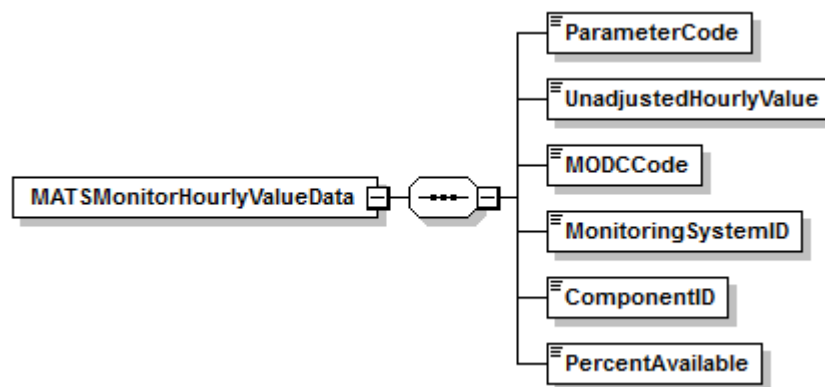 ParameterCode
UnadjustedHourlyValue
MODCCode
MATSMonitorHourlyValueData
MonitoringSystemID
ComponentID
PercentAvailable